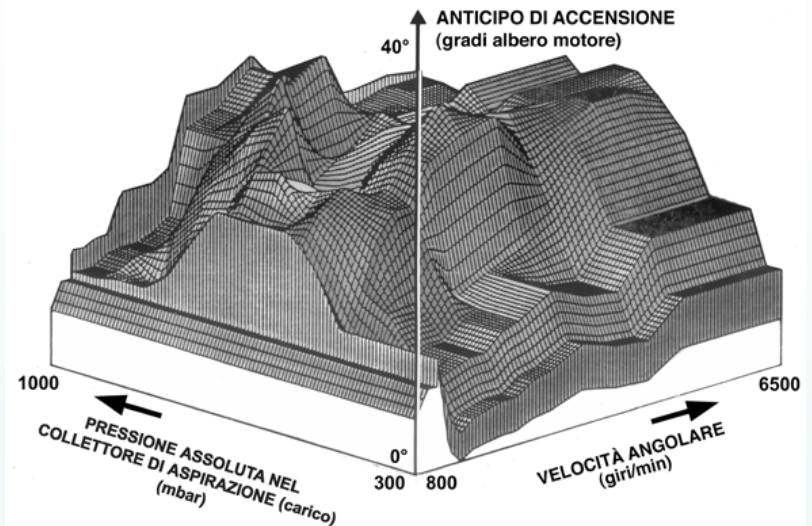 ANTICIPO DI ACCENSIONE
(gradi albero motore)
40°
1000
6500
0°
300
800
PRESSIONE ASSOLUTA NEL
COLLETTORE DI ASPIRAZIONE (carico)
(mbar)
VELOCITÀ ANGOLARE
(giri/min)